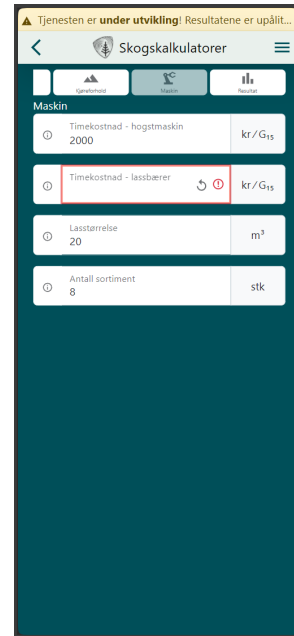 Tjenesten er under utvikling! Resultatene er upålit...
Skogskalkulatorer
Kjøreforhold
Maskin
Resultat
Maskin
Timekostnad - hogstmaskin
2000
kr/G₁₅
Timekostnad - lassbærer
kr/G₁₅
Lasstørrelse
20
m³
Antall sortiment
8
stk